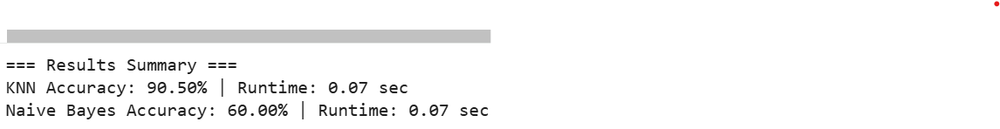 === Results Summary ===
KNN Accuracy: 90.50% | Runtime: 0.07 sec
Naive Bayes Accuracy: 60.00% | Runtime: 0.07 sec